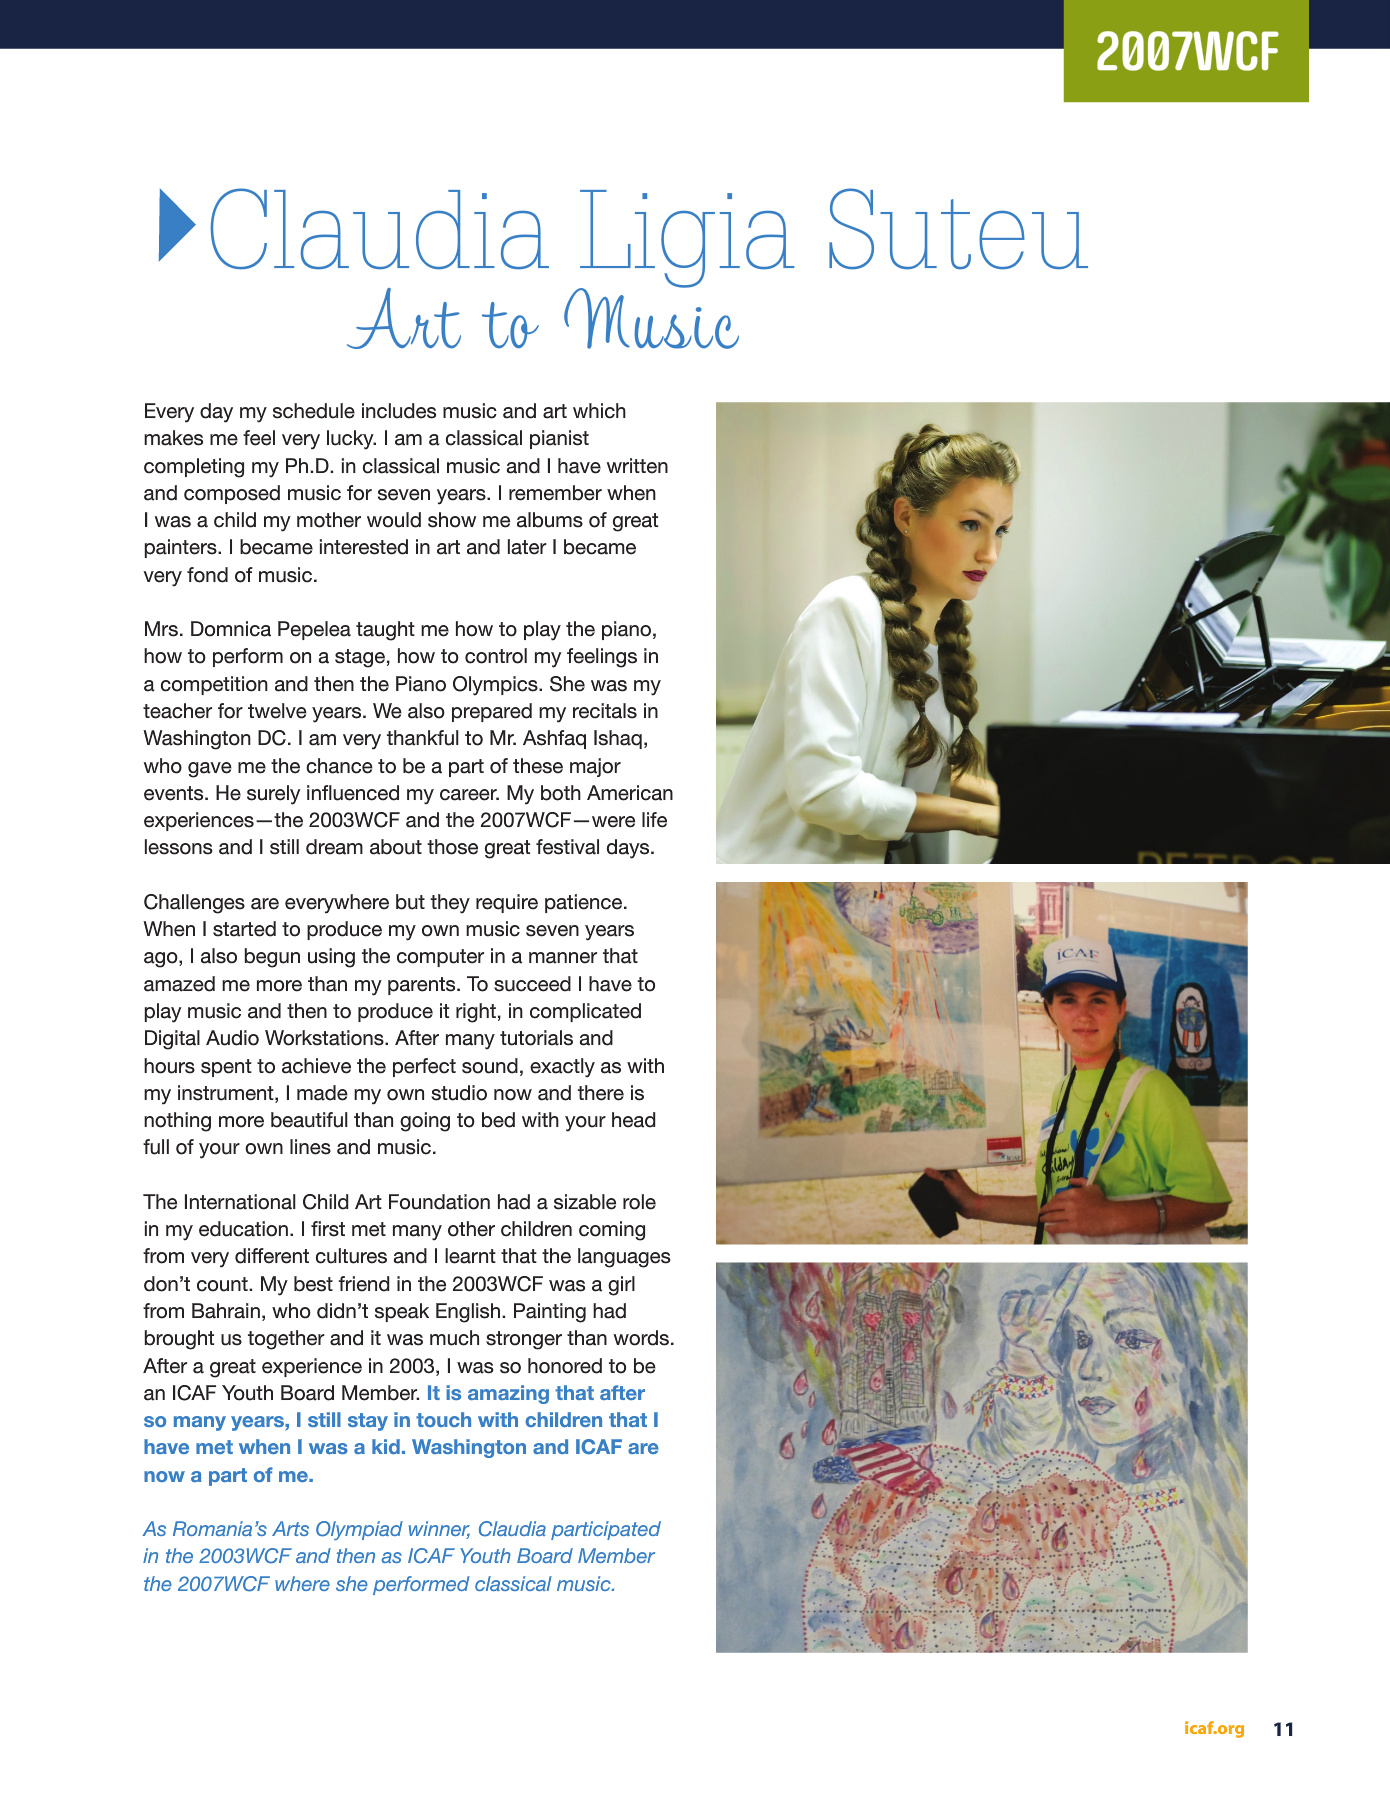 2007WCF
Claudia Ligia Suteu
Art to Music
Every day my schedule includes music and art which
makes me feel very lucky. I am a classical pianist
completing my Ph.D. in classical music and I have written
and composed music for seven years. I remember when
I was a child my mother would show me albums of great
painters. I became interested in art and later I became
very fond of music.
Mrs. Domnica Pepelea taught me how to play the piano,
how to perform on a stage, how to control my feelings in
a competition and then the Piano Olympics. She was my
teacher for twelve years. We also prepared my recitals in
Washington DC. I am very thankful to Mr. Ashfaq Ishaq,
who gave me the chance to be a part of these major
events. He surely influenced my career. My both American
experiences—the 2003WCF and the 2007WCF—were life
lessons and I still dream about those great festival days.
Challenges are everywhere but they require patience.
When I started to produce my own music seven years
ago, I also begun using the computer in a manner that
amazed me more than my parents. To succeed I have to
play music and then to produce it right, in complicated
Digital Audio Workstations. After many tutorials and
hours spent to achieve the perfect sound, exactly as with
my instrument, I made my own studio now and there is
nothing more beautiful than going to bed with your head
full of your own lines and music.
The International Child Art Foundation had a sizable role
in my education. I first met many other children coming
from very different cultures and I learnt that the languages
don't count. My best friend in the 2003WCF was a girl
from Bahrain, who didn't speak English. Painting had
brought us together and it was much stronger than words.
After a great experience in 2003, I was so honored to be
an ICAF Youth Board Member. It is amazing that after
so many years, I still stay in touch with children that I
have met when I was a kid. Washington and ICAF are
now a part of me.
As Romania's Arts Olympiad winner, Claudia participated
in the 2003WCF and then as ICAF Youth Board Member
the 2007WCF where she performed classical music.
PETROF
iCAF
icaf.org 11